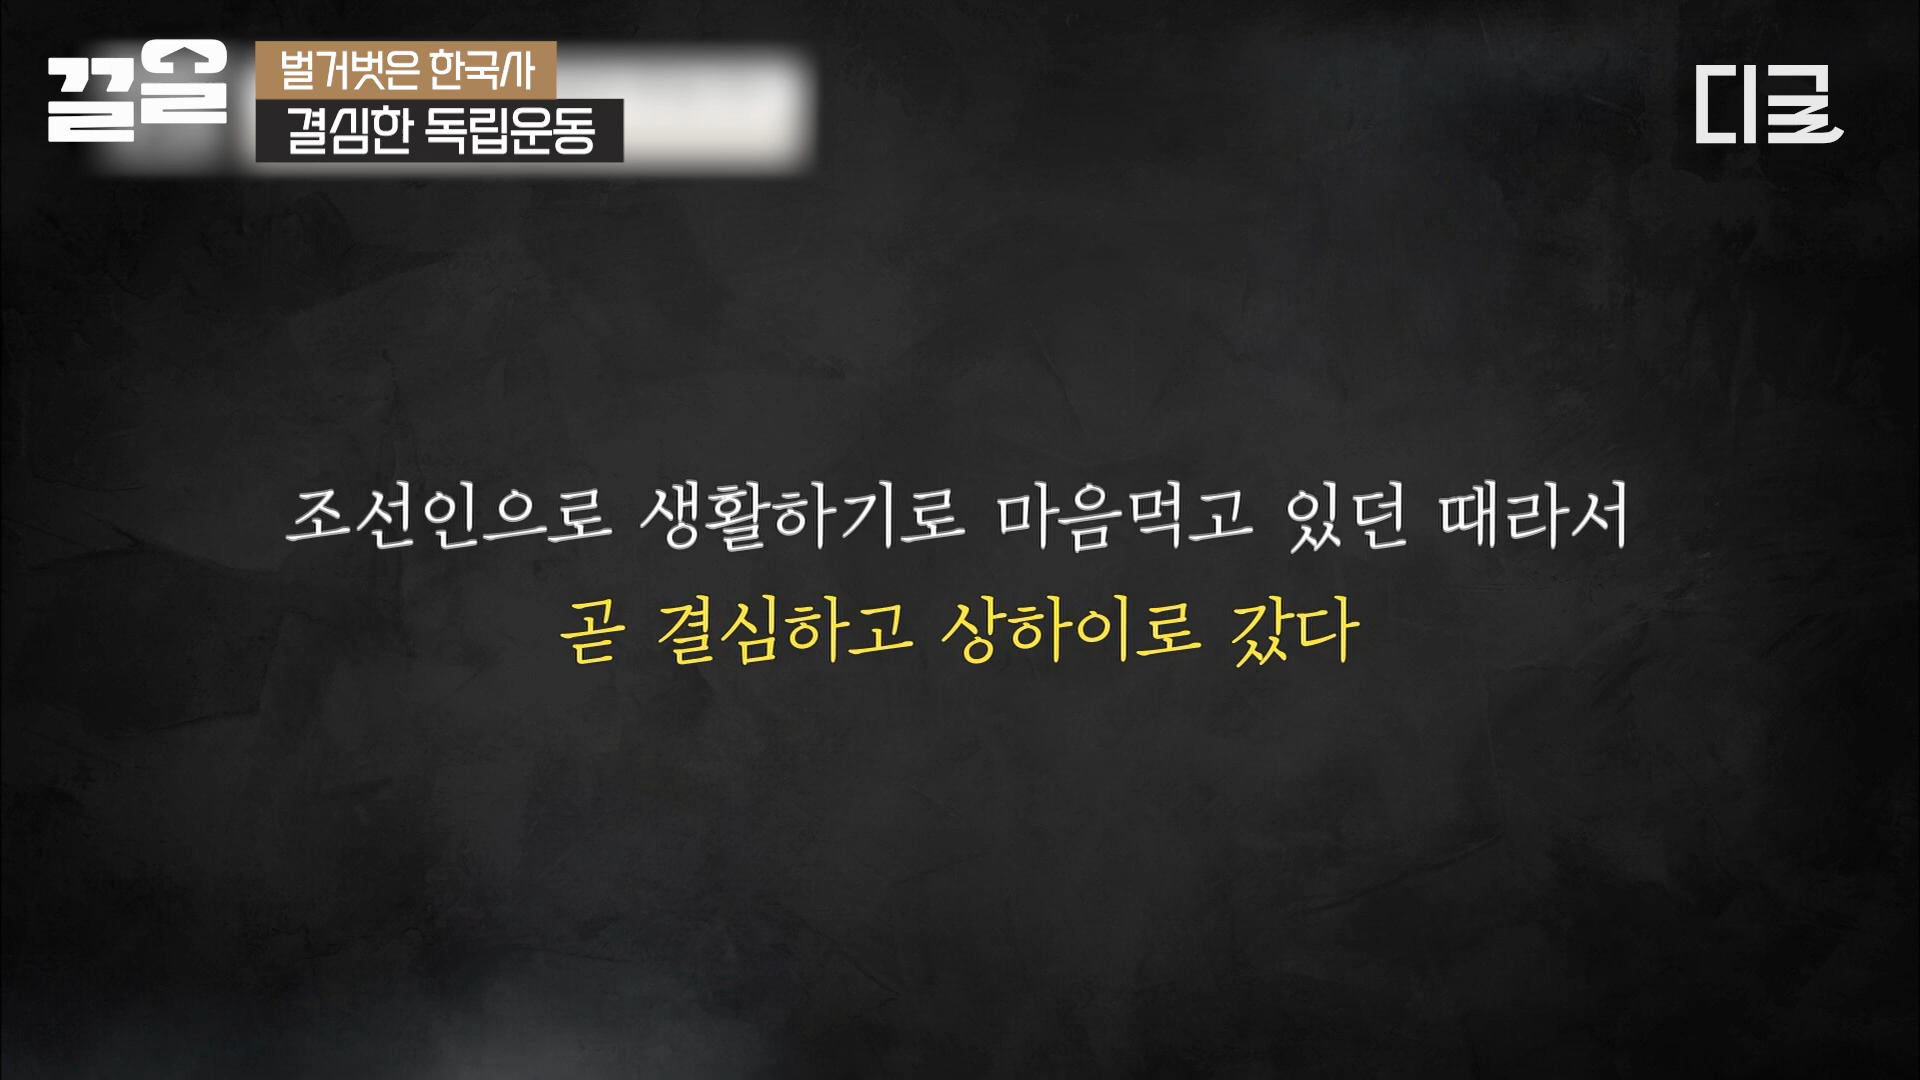 끌올
벌거벗은 한국사
결심한 독립운동
디글
조선인으로 생활하기로 마음먹고 있던 때라서
곧 결심하고 상하이로 갔다